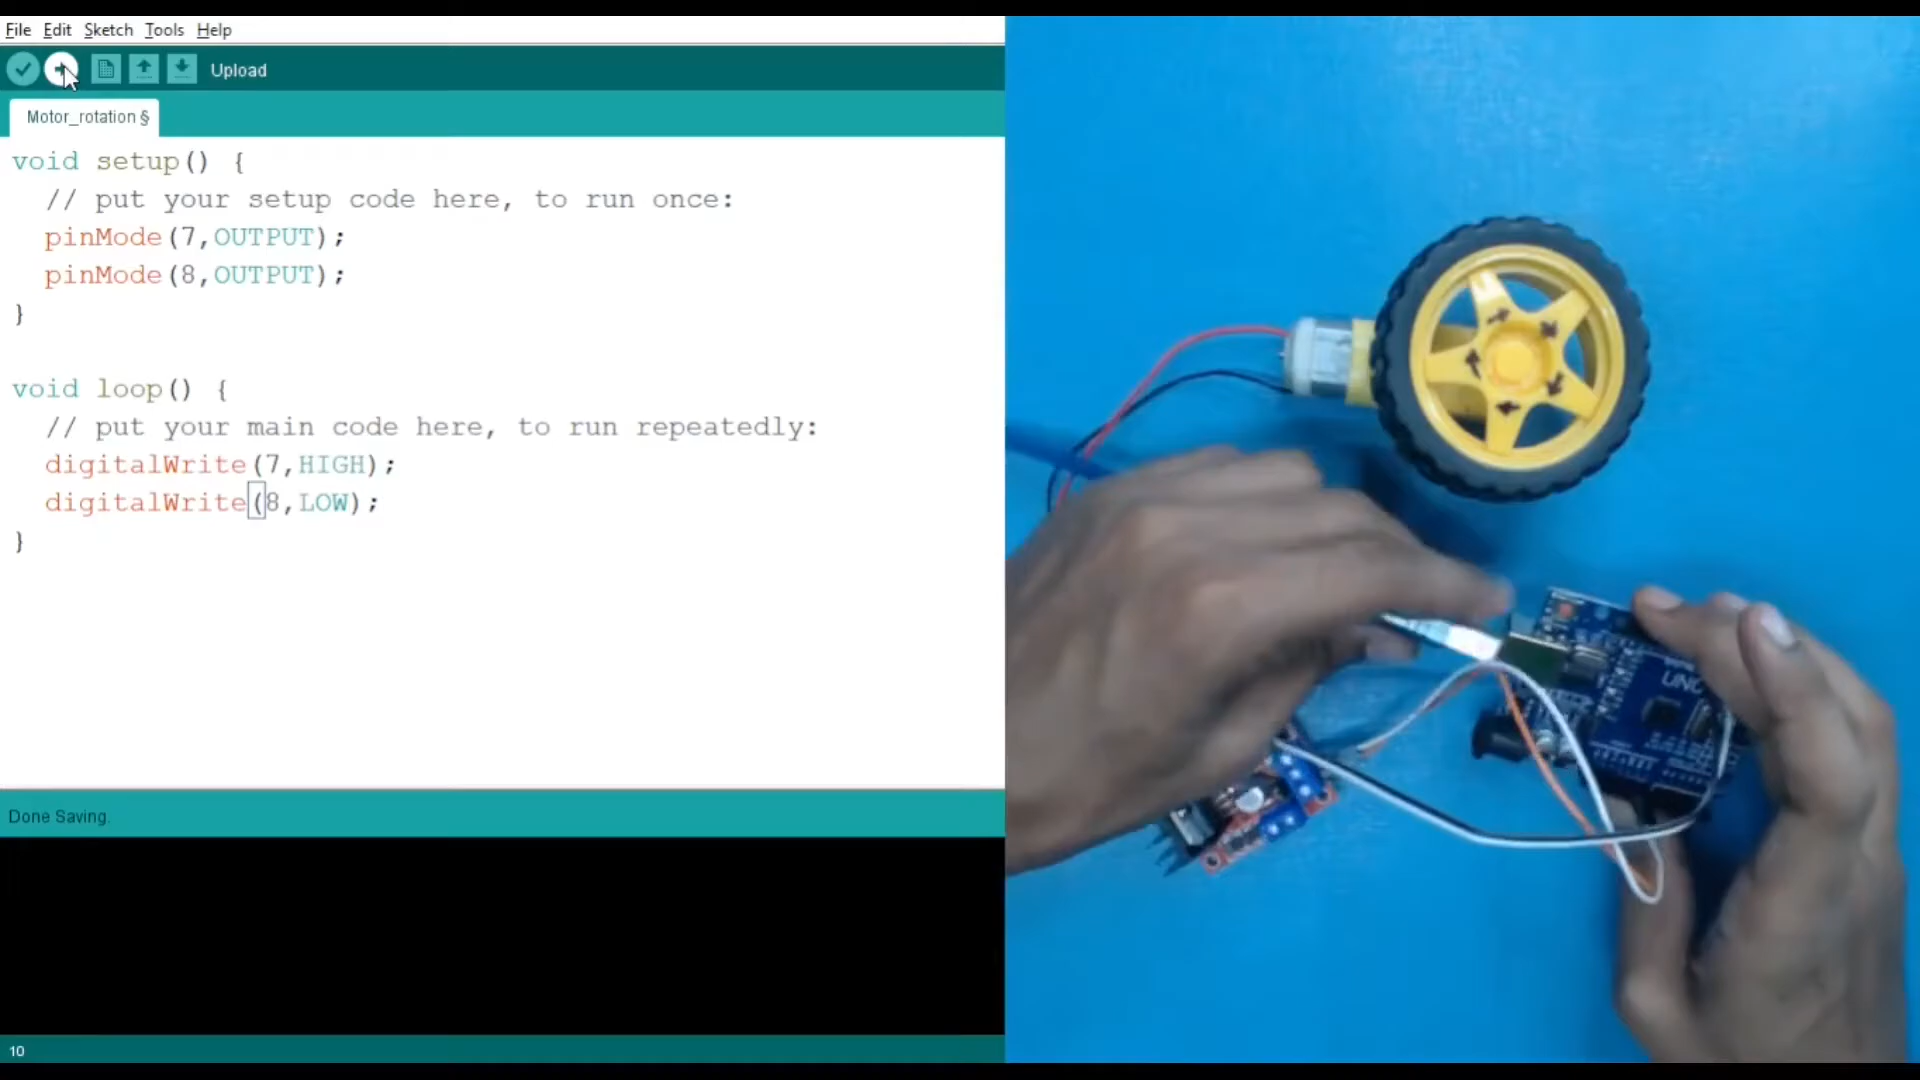 File Edit Sketch Tools Help
Upload
Motor_rotation §
void setup() {
// put your setup code here, to run once:
pinMode(7,OUTPUT);
pinMode(8,OUTPUT);
}
void loop() {
// put your main code here, to run repeatedly:
digitalWrite(7,HIGH);
digitalWrite(8,LOW);
}
Done Saving.
10
UNO